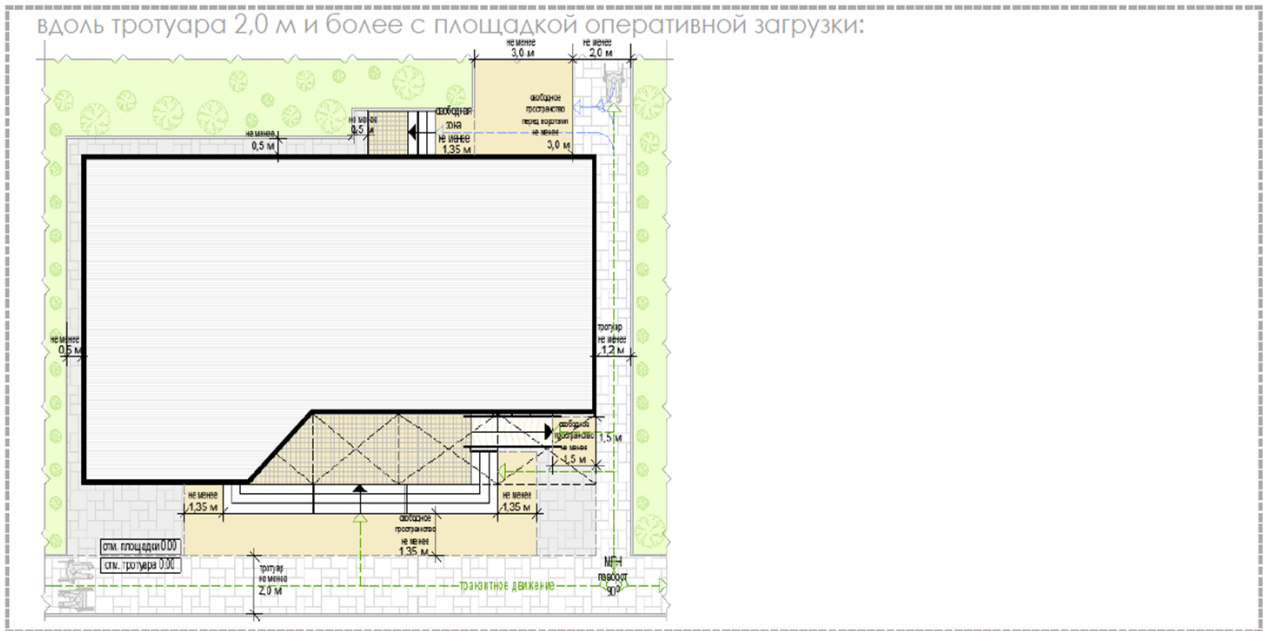 вдоль тротуара 2,0 м и более с площадкой оперативной загрузки:
не менее
3,0 м
не менее
2,0 м
свободное
пространство
перед воротами
не менее
3,0 м
свободная
зона
не менее
1,35 м
не менее
0,5 м
не менее
0,5 м
не менее
0,5 м
тротуар
не менее
1,2 м
свободное
пространство
не менее
1,5 м
1,5 м
не менее
1,35 м
не менее
1,35 м
свободное
пространство
не менее
1,35 м
отм. площадки 0.00
отм. тротуара 0.00
тротуар
не менее
2,0 м
транзитное движение
МГН
поворот
90°